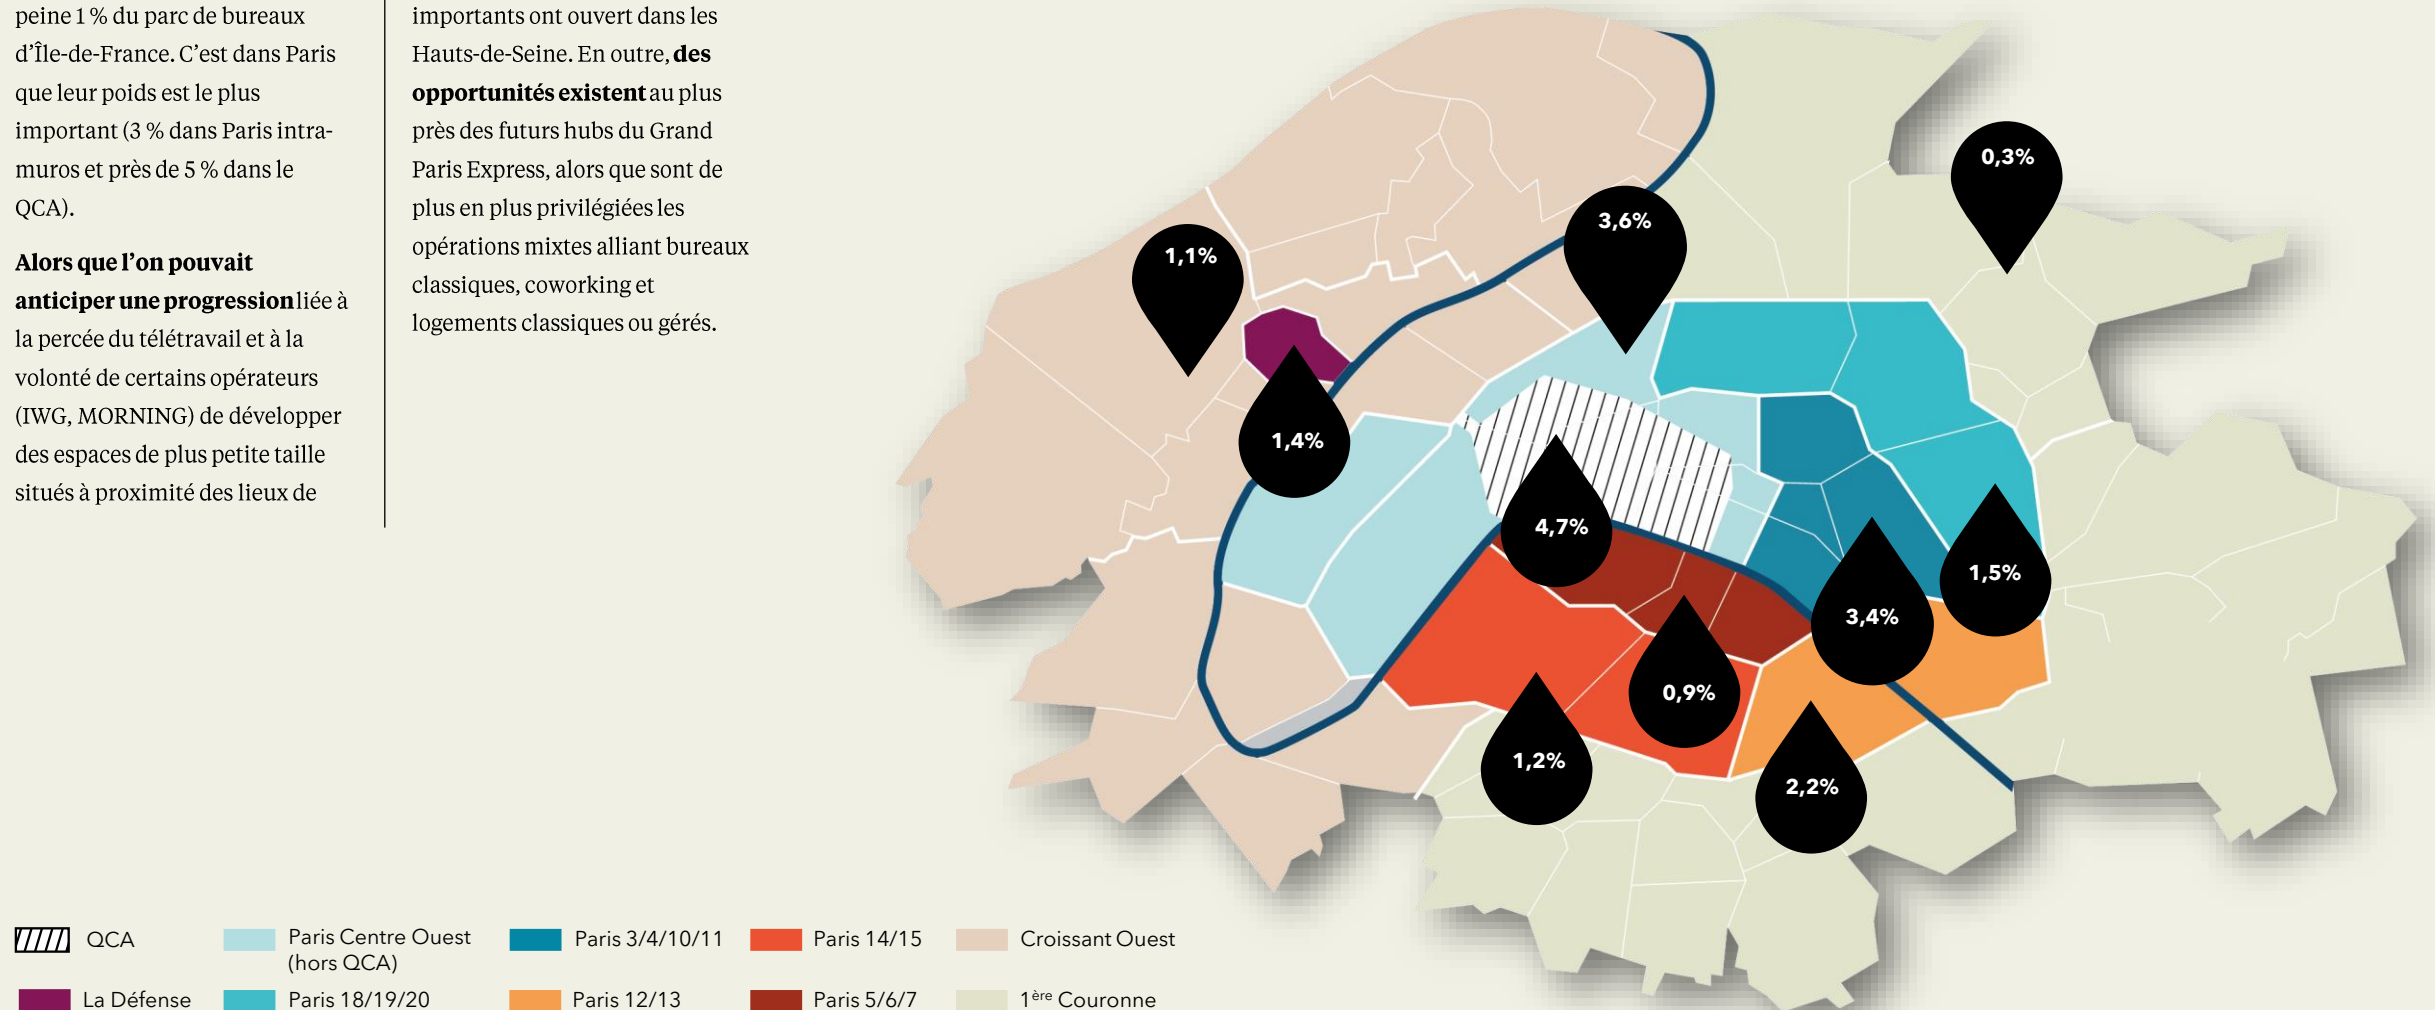 peine 1 % du parc de bureaux
d’Île-de-France. C’est dans Paris
que leur poids est le plus
important (3 % dans Paris intra-
muros et près de 5 % dans le
QCA).
Alors que l’on pouvait
anticiper une progression liée à
la percée du télétravail et à la
volonté de certains opérateurs
(IWG, MORNING) de développer
des espaces de plus petite taille
situés à proximité des lieux de
importants ont ouvert dans les
Hauts-de-Seine. En outre, des
opportunités existent au plus
près des futurs hubs du Grand
Paris Express, alors que sont de
plus en plus privilégiées les
opérations mixtes alliant bureaux
classiques, coworking et
logements classiques ou gérés.
0,3%
3,6%
1,1%
1,4%
4,7%
1,5%
3,4%
0,9%
1,2%
2,2%
QCA
Paris Centre Ouest
(hors QCA)
Paris 3/4/10/11
Paris 14/15
Croissant Ouest
La Défense
Paris 18/19/20
Paris 12/13
Paris 5/6/7
1ère Couronne